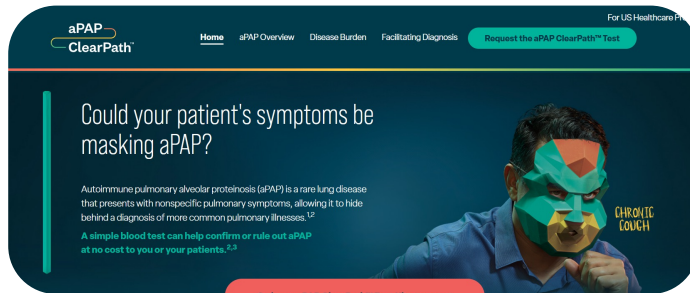 For US Healthcare
aPAP
ClearPath™
Home aPAP Overview Disease Burden Facilitating Diagnosis Request the aPAP ClearPath™ Test
Could your patient's symptoms be
masking aPAP?
Autoimmune pulmonary alveolar proteinosis (aPAP) is a rare lung disease
that presents with nonspecific pulmonary symptoms, allowing it to hide
behind a diagnosis of more common pulmonary illnesses.1,2
A simple blood test can help confirm or rule out aPAP
at no cost to you or your patients.2,3
CHRONIC
COUGH